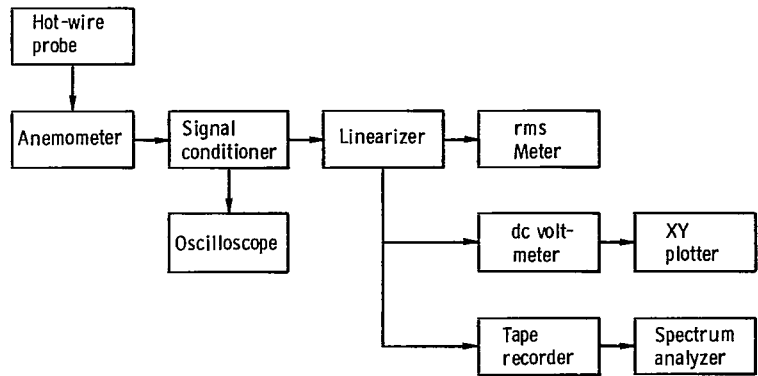 Hot-wire
probe
Anemometer
Signal
conditioner
Linearizer
rms
Meter
Oscilloscope
dc volt-
meter
XY
plotter
Tape
recorder
Spectrum
analyzer